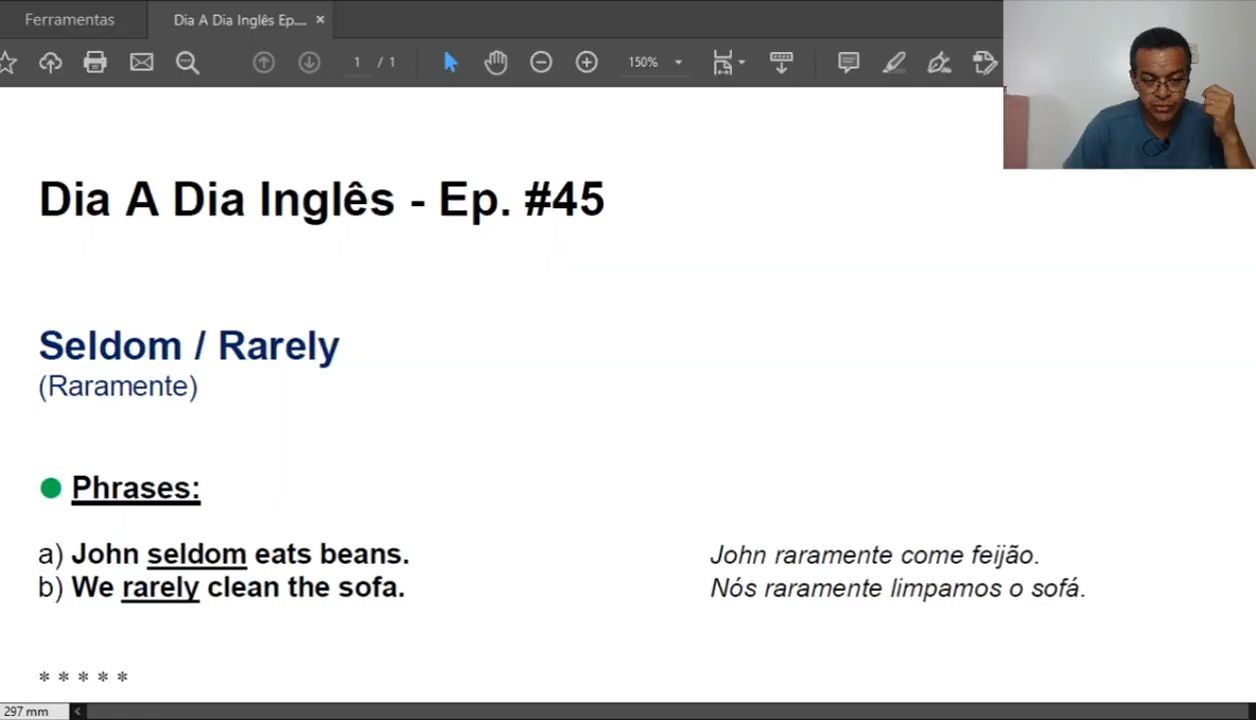 Ferramentas
Dia A Dia Inglês Ep....
1 / 1
150%
Dia A Dia Inglês - Ep. #45
Seldom / Rarely
(Raramente)
Phrases:
a) John seldom eats beans. John raramente come feijão.
b) We rarely clean the sofa. Nós raramente limpamos o sofá.
* * * * *
297 mm